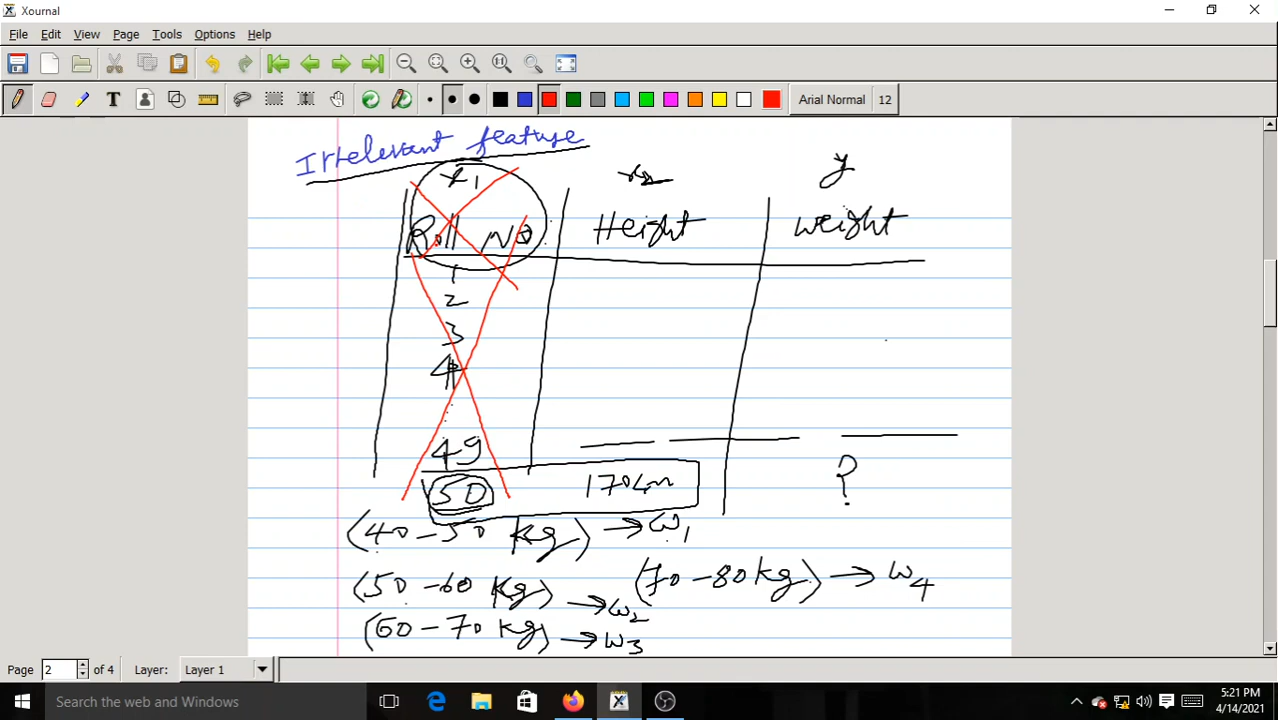 Xournal
File Edit View Page Tools Options Help
T Arial Normal 12
Irrelevant feature
x1 x2 y
Roll No Height weight
1
2
3
4
49
50 170cm ?
(40-50 kg) → ω1
(50-60 kg) → ω2 (70-80 kg) → ω4
(60-70 kg) → ω3
Page 2 of 4 Layer: Layer 1
Search the web and Windows
5:21 PM
4/14/2021